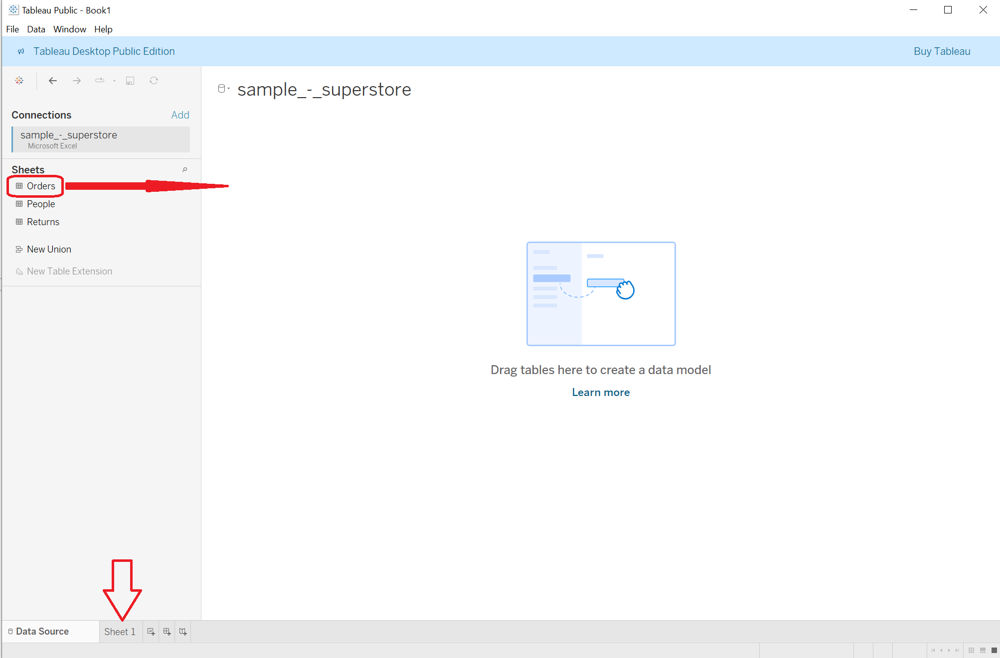 Tableau Public - Book1
File Data Window Help
Tableau Desktop Public Edition
Buy Tableau
sample_-_superstore
Connections
Add
sample_-_superstore
Microsoft Excel
Sheets
Orders
People
Returns
New Union
New Table Extension
Drag tables here to create a data model
Learn more
Data Source
Sheet 1